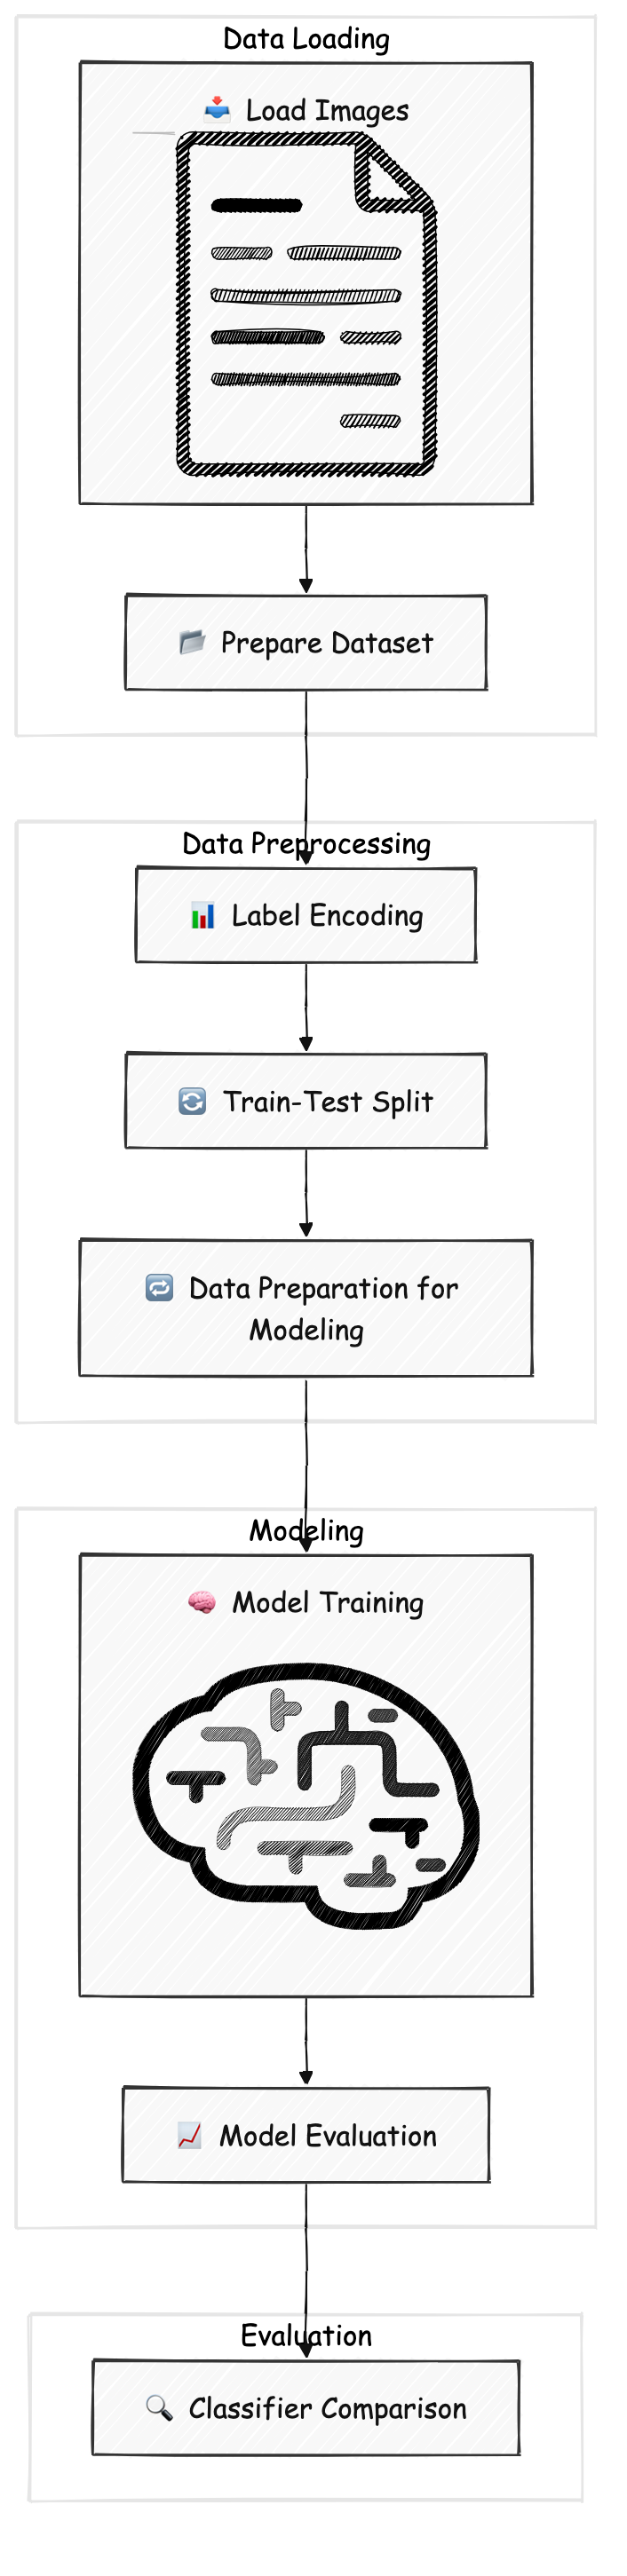 Data Loading
📥 Load Images
📂 Prepare Dataset
Data Preprocessing
📊 Label Encoding
🔄 Train-Test Split
🔁 Data Preparation for
Modeling
Modeling
🧠 Model Training
📈 Model Evaluation
Evaluation
🔍 Classifier Comparison